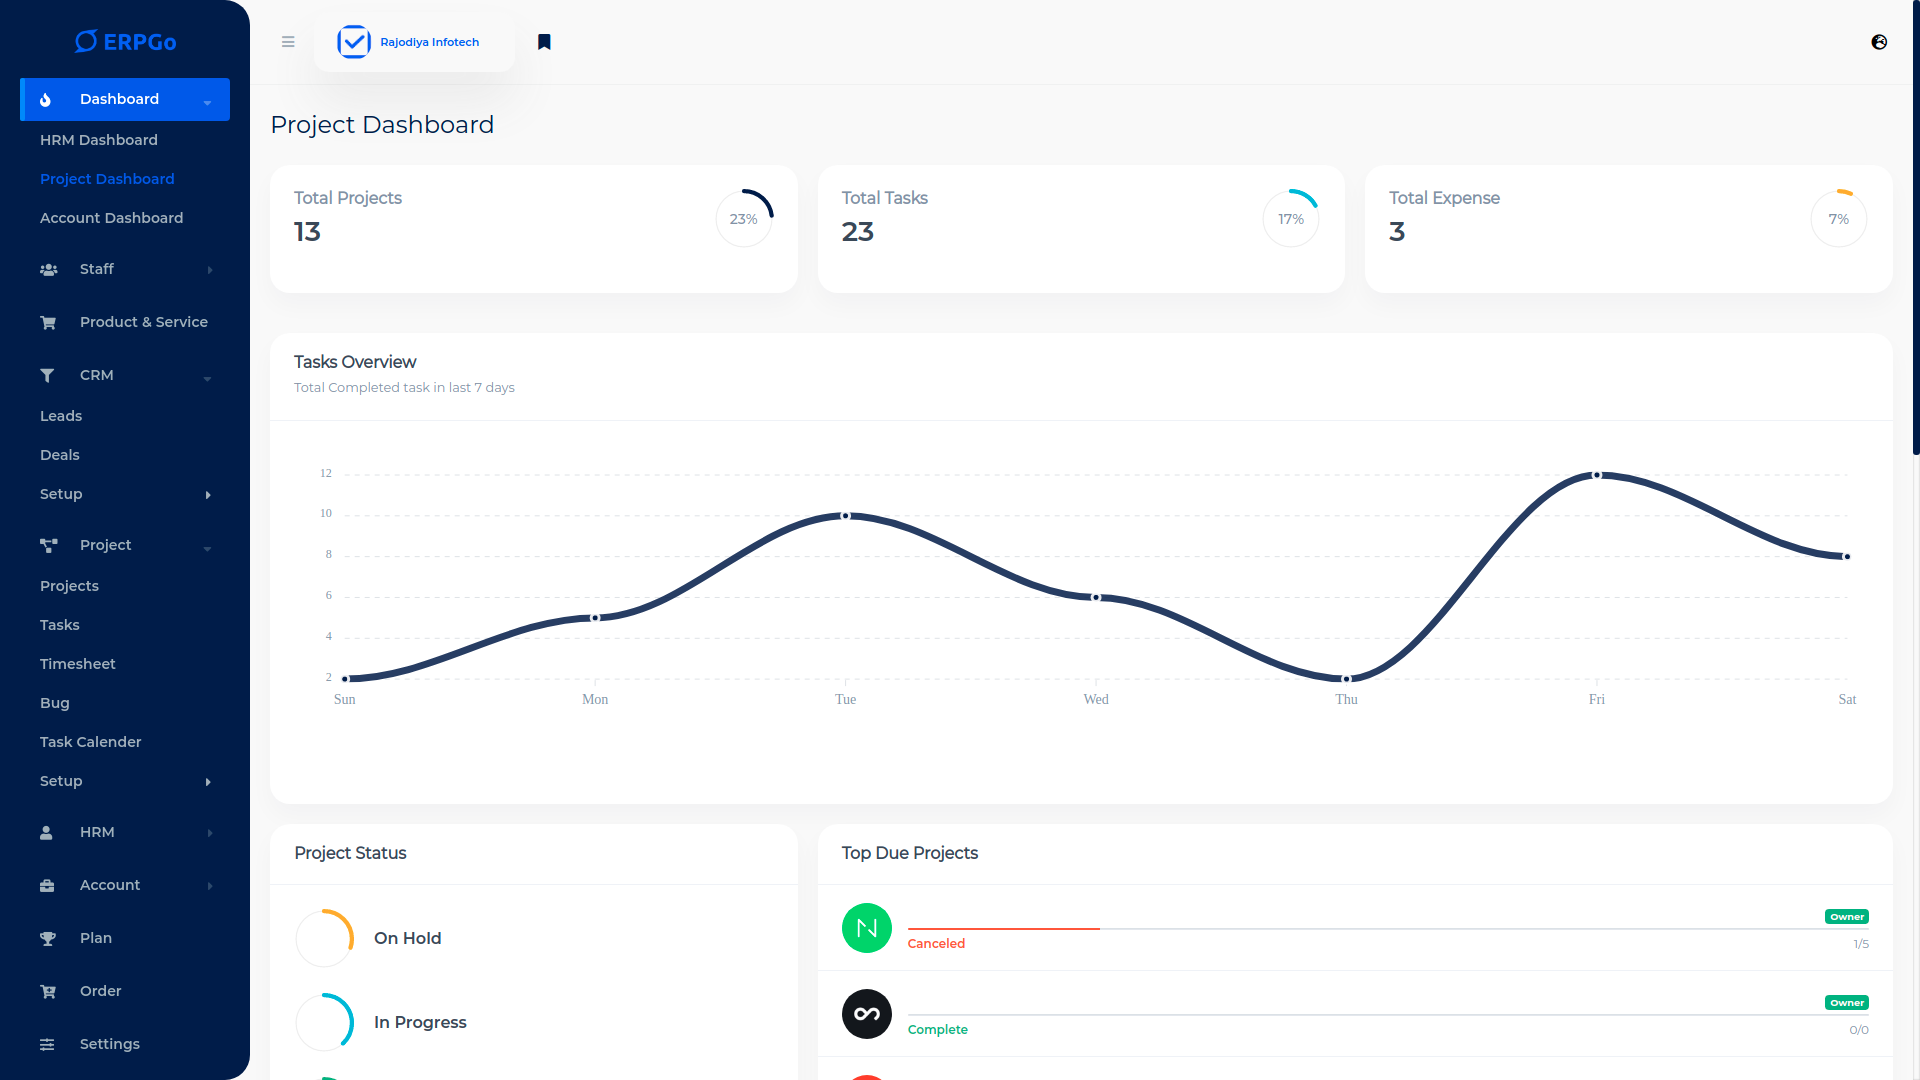 ERPGo
Dashboard
HRM Dashboard
Project Dashboard
Account Dashboard
Staff
Product & Service
CRM
Leads
Deals
Setup
Project
Projects
Tasks
Timesheet
Bug
Task Calender
Setup
HRM
Account
Plan
Order
Settings
Rajodiya Infotech
Project Dashboard
Total Projects
13
23%
Total Tasks
23
17%
Total Expense
3
7%
Tasks Overview
Total Completed task in last 7 days
12
10
8
6
4
2
Sun Mon Tue Wed Thu Fri Sat
Project Status
On Hold
In Progress
Top Due Projects
Owner
Canceled 1/5
Owner
Complete 0/0